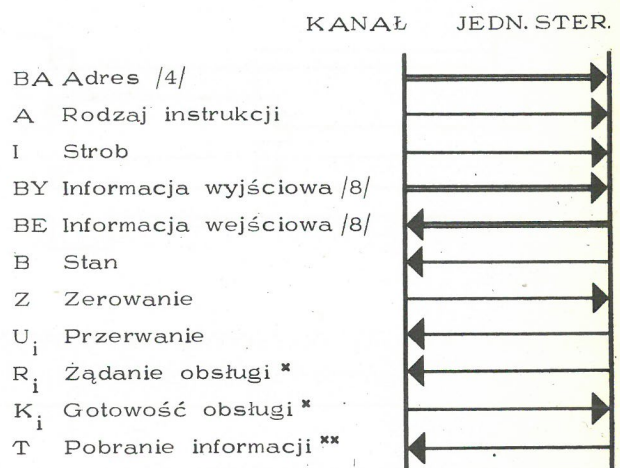 KANAŁ JEDN. STER.
BA Adres /4/
A Rodzaj instrukcji
I Strob
BY Informacja wyjściowa /8/
BE Informacja wejściowa /8/
B Stan
Z Zerowanie
Ui Przerwanie
Ri Żądanie obsługi x
Ki Gotowość obsługi x
T Pobranie informacji xx